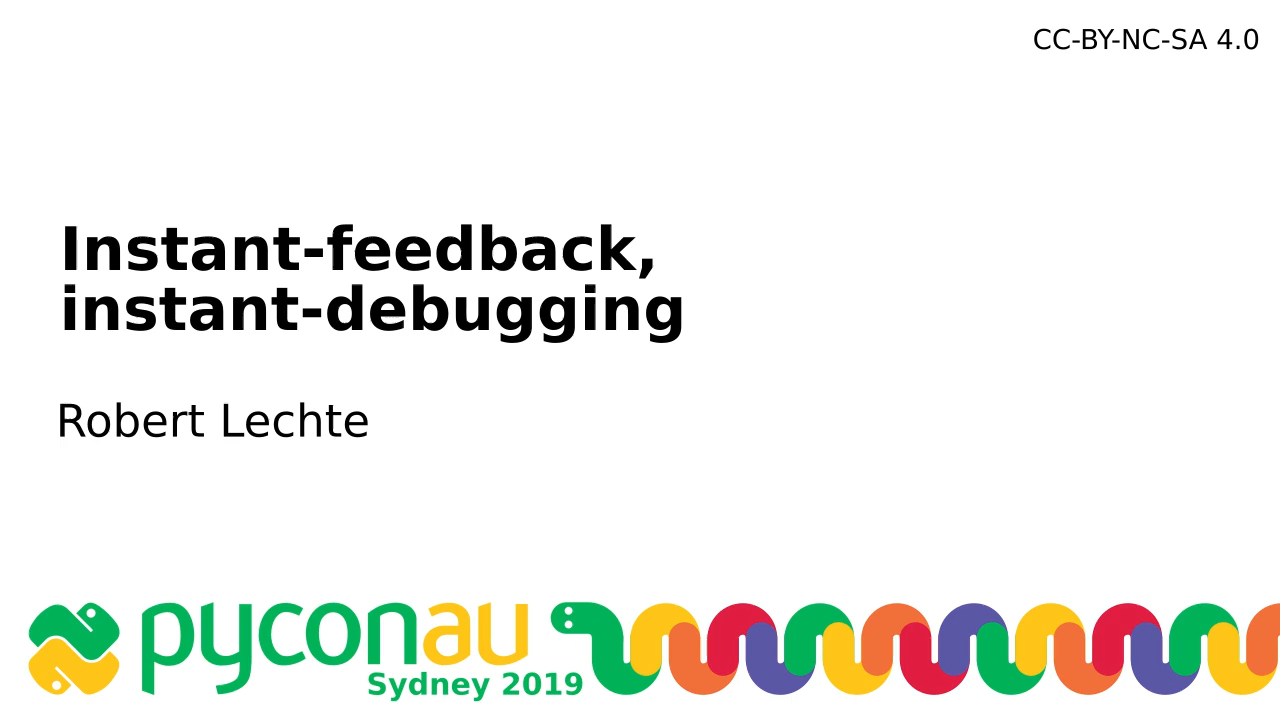 CC-BY-NC-SA 4.0
Instant-feedback,
instant-debugging
Robert Lechte
pyconau
Sydney 2019